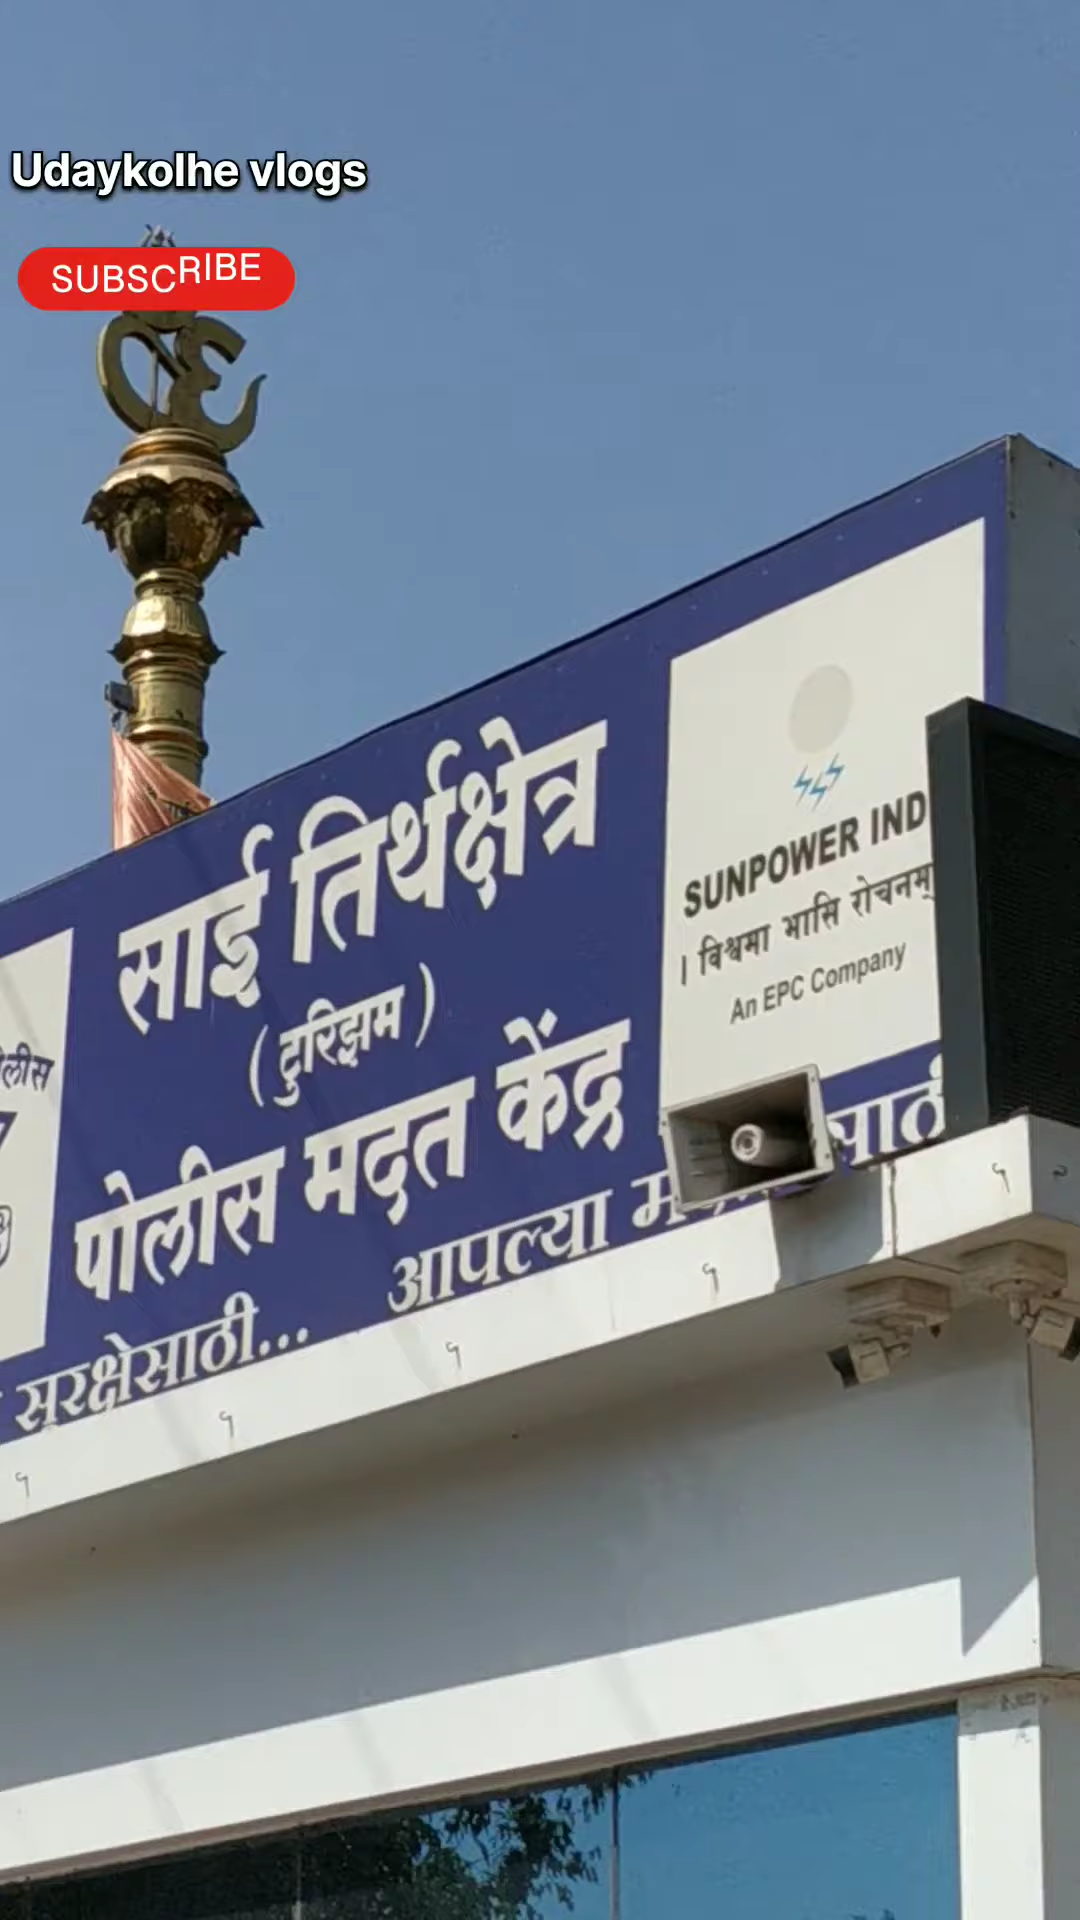 Udaykolhe vlogs
SUBSCRIBE
साई तिर्थक्षेत्र
(टुरिझम)
पोलीस मदत केंद्र
सुरक्षेसाठी... आपल्या साठी
SUNPOWER IND
। विश्वमा भासि रोचनम्
An EPC Company